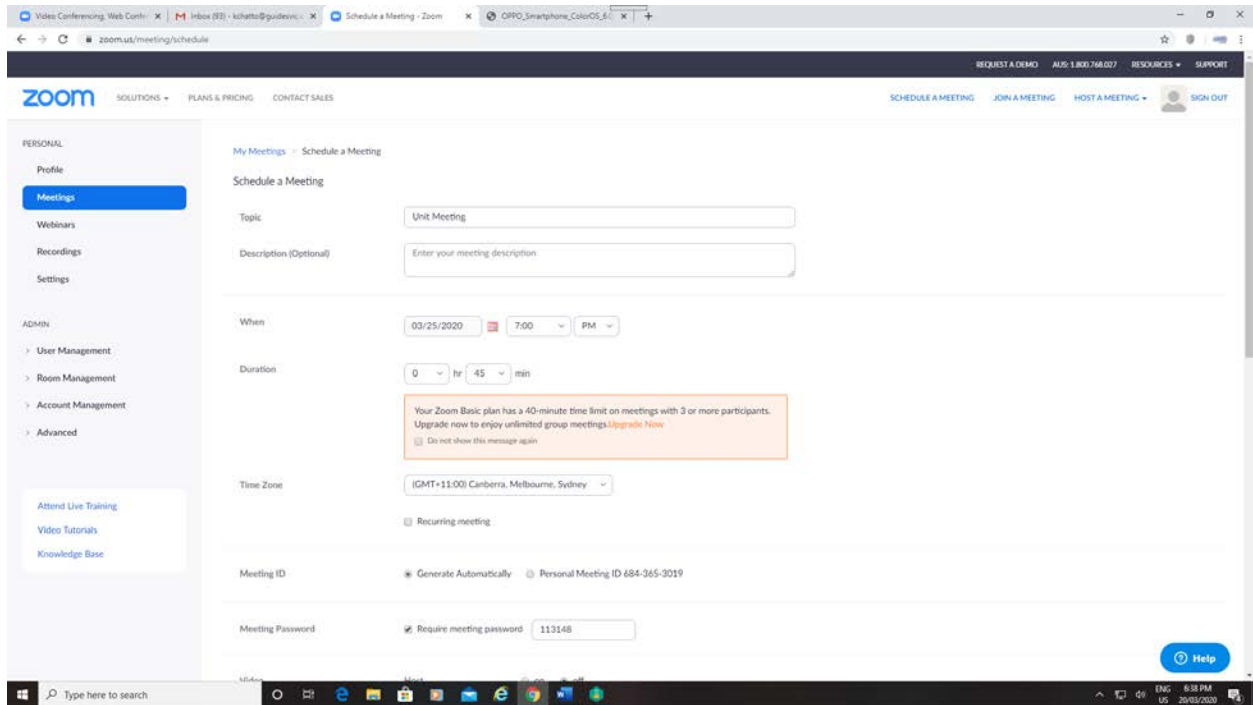 Video Conferencing, Web Confe
Inbox (93) - kchatto@guidesvic.c
Schedule a Meeting - Zoom
OPPO_Smartphone_ColorOS_6.0
zoom.us/meeting/schedule
REQUEST A DEMO AUS: 1.800.768.027 RESOURCES SUPPORT
zoom SOLUTIONS PLANS & PRICING CONTACT SALES SCHEDULE A MEETING JOIN A MEETING HOST A MEETING SIGN OUT
PERSONAL
Profile
Meetings
Webinars
Recordings
Settings
ADMIN
> User Management
> Room Management
> Account Management
> Advanced
Attend Live Training
Video Tutorials
Knowledge Base
My Meetings > Schedule a Meeting
Schedule a Meeting
Topic Unit Meeting
Description (Optional) Enter your meeting description
When 03/25/2020 7:00 PM
Duration 0 hr 45 min
Your Zoom Basic plan has a 40-minute time limit on meetings with 3 or more participants.
Upgrade now to enjoy unlimited group meetings.Upgrade Now
Do not show this message again
Time Zone (GMT+11:00) Canberra, Melbourne, Sydney
Recurring meeting
Meeting ID Generate Automatically Personal Meeting ID 684-365-3019
Meeting Password Require meeting password 113148
Video Host on off
Help
Type here to search
ENG 6:38 PM
US 20/03/2020